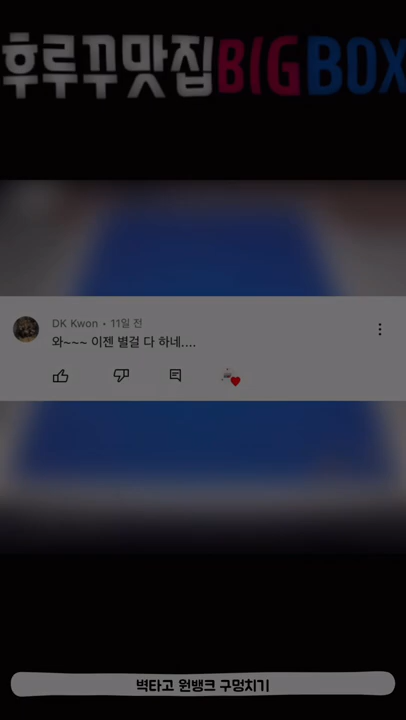 후루꾸맛집BIGBOX
DK Kwon • 11일 전
와~~~ 이젠 별걸 다 하네....
벽타고 원뱅크 구멍치기